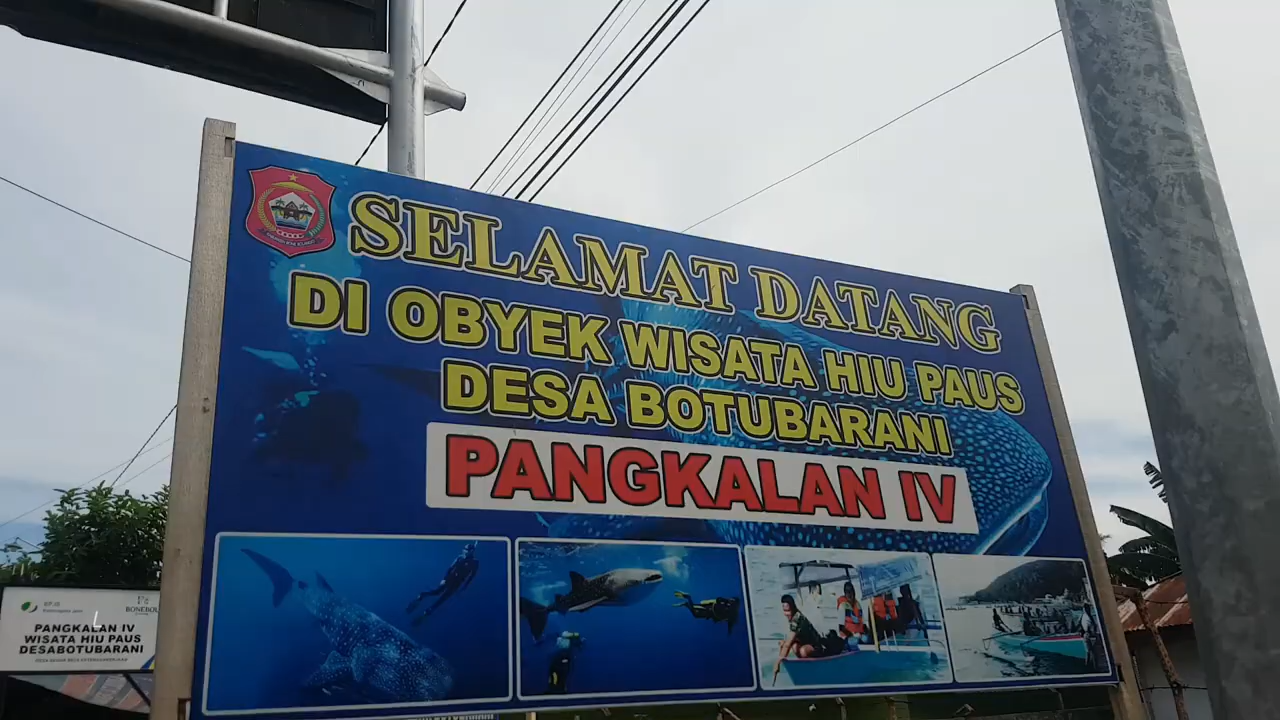 SELAMAT DATANG
DI OBYEK WISATA HIU PAUS
DESA BOTUBARANI
PANGKALAN IV
PANGKALAN IV
WISATA HIU PAUS
DESABOTUBARANI